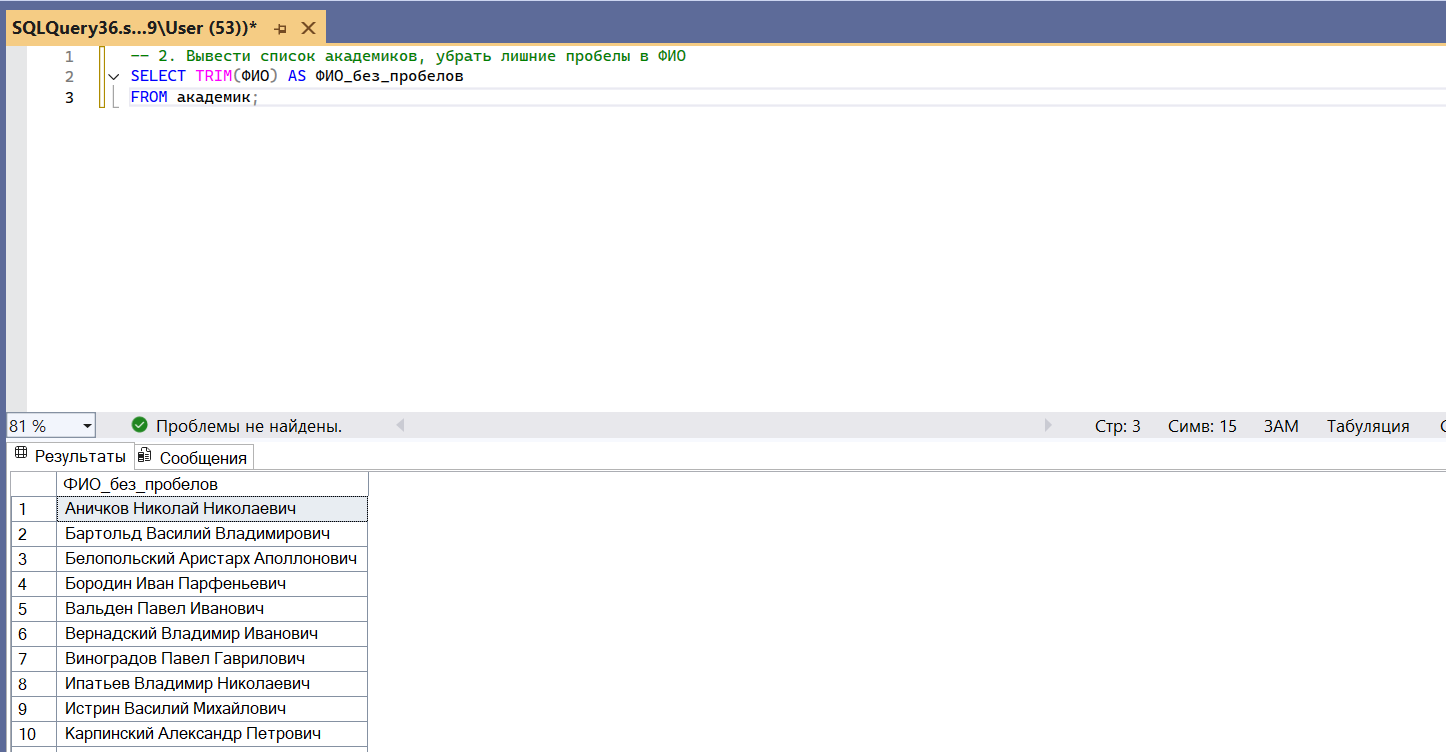 SQLQuery36.s...9\User (53))*
1 -- 2. Вывести список академиков, убрать лишние пробелы в ФИО
2 SELECT TRIM(ФИО) AS ФИО_без_пробелов
3 FROM академик;
81 % Проблемы не найдены. Стр: 3 Симв: 15 ЗАМ Табуляция
Результаты Сообщения
ФИО_без_пробелов
1 Аничков Николай Николаевич
2 Бартольд Василий Владимирович
3 Белопольский Аристарх Аполлонович
4 Бородин Иван Парфеньевич
5 Вальден Павел Иванович
6 Вернадский Владимир Иванович
7 Виноградов Павел Гаврилович
8 Ипатьев Владимир Николаевич
9 Истрин Василий Михайлович
10 Карпинский Александр Петрович